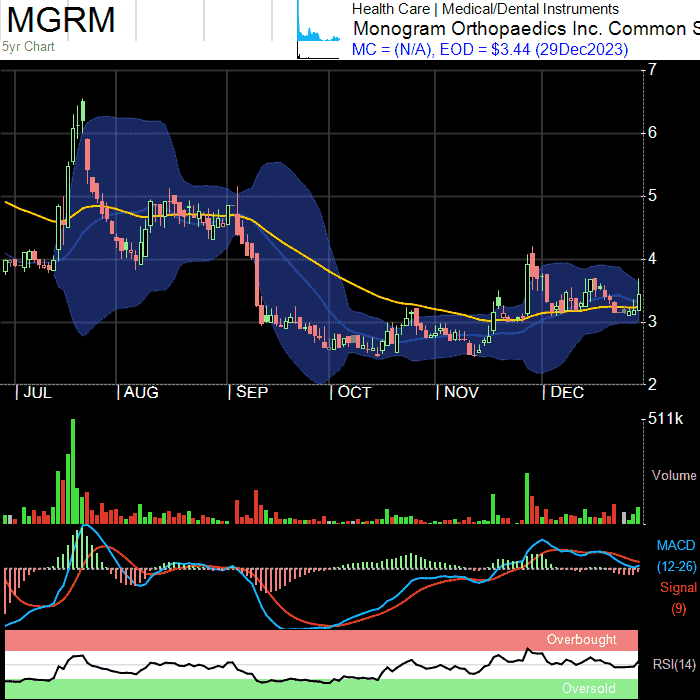 MGRM
5yr Chart
Health Care | Medical/Dental Instruments
Monogram Orthopaedics Inc. Common S
MC = (N/A), EOD = $3.44 (29Dec2023)
7
6
5
4
3
2
| JUL | AUG | SEP | OCT | NOV | DEC
511k
Volume
MACD
(12-26)
Signal
(9)
Overbought
RSI(14)
Oversold